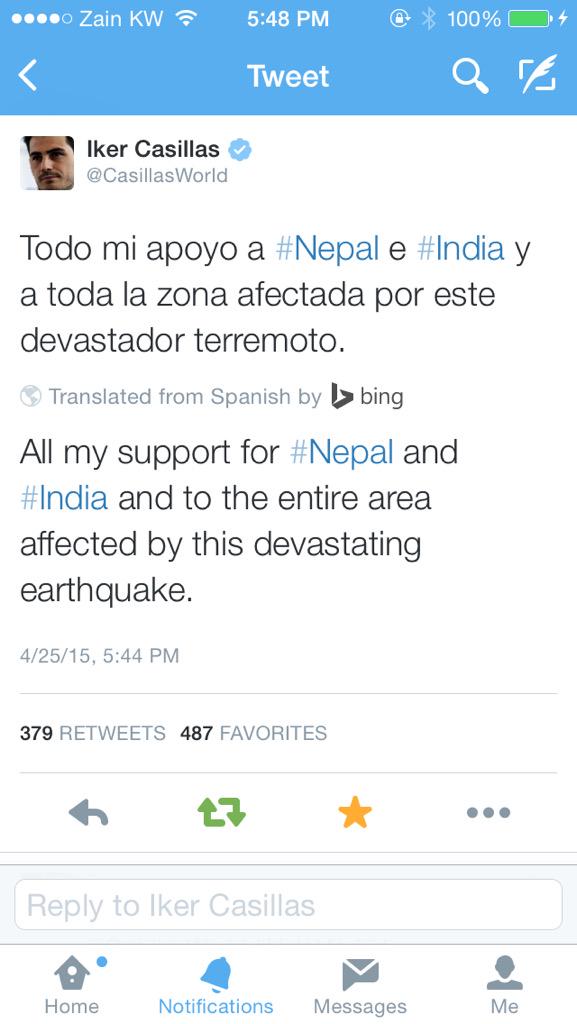 Zain KW 5:48 PM 100%
Tweet
Iker Casillas
@CasillasWorld
Todo mi apoyo a #Nepal e #India y
a toda la zona afectada por este
devastador terremoto.
Translated from Spanish by bing
All my support for #Nepal and
#India and to the entire area
affected by this devastating
earthquake.
4/25/15, 5:44 PM
379 RETWEETS 487 FAVORITES
Reply to Iker Casillas
Home Notifications Messages Me